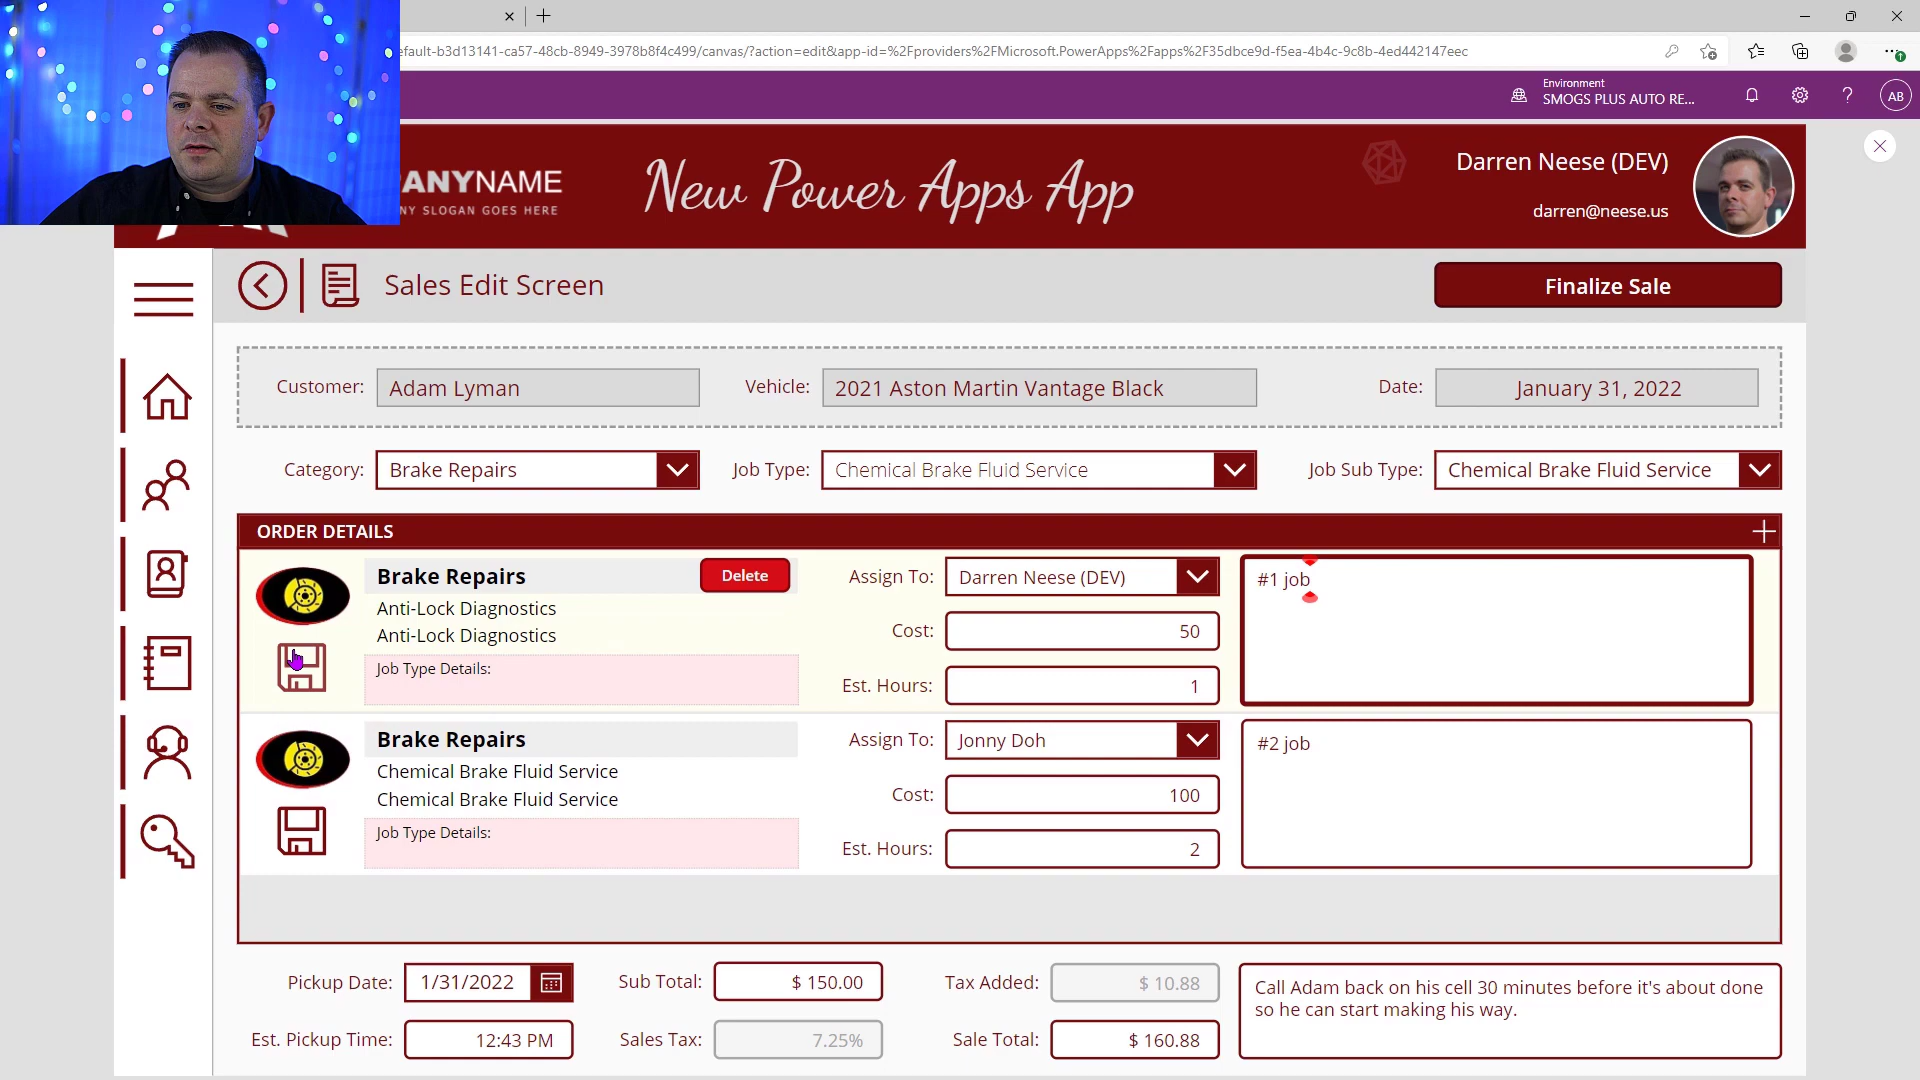 efault-b3d13141-ca57-48cb-8949-3978b8f4c499/canvas/?action=edit&app-id=%2Fproviders%2FMicrosoft.PowerApps%2Fapps%2F35dbce9d-f5ea-4b4c-9c8b-4ed442147eec
Environment
SMOGS PLUS AUTO RE...
?
AB
ANYNAME
NY SLOGAN GOES HERE
New Power Apps App
Darren Neese (DEV)
darren@neese.us
Sales Edit Screen
Finalize Sale
Customer: Adam Lyman Vehicle: 2021 Aston Martin Vantage Black Date: January 31, 2022
Category: Brake Repairs Job Type: Chemical Brake Fluid Service Job Sub Type: Chemical Brake Fluid Service
ORDER DETAILS
Brake Repairs Delete Assign To: Darren Neese (DEV) #1 job
Anti-Lock Diagnostics
Anti-Lock Diagnostics Cost: 50
Job Type Details: Est. Hours: 1
Brake Repairs Assign To: Jonny Doh #2 job
Chemical Brake Fluid Service
Chemical Brake Fluid Service Cost: 100
Job Type Details: Est. Hours: 2
Pickup Date: 1/31/2022 Sub Total: $ 150.00 Tax Added: $ 10.88
Call Adam back on his cell 30 minutes before it's about done
so he can start making his way.
Est. Pickup Time: 12:43 PM Sales Tax: 7.25% Sale Total: $ 160.88